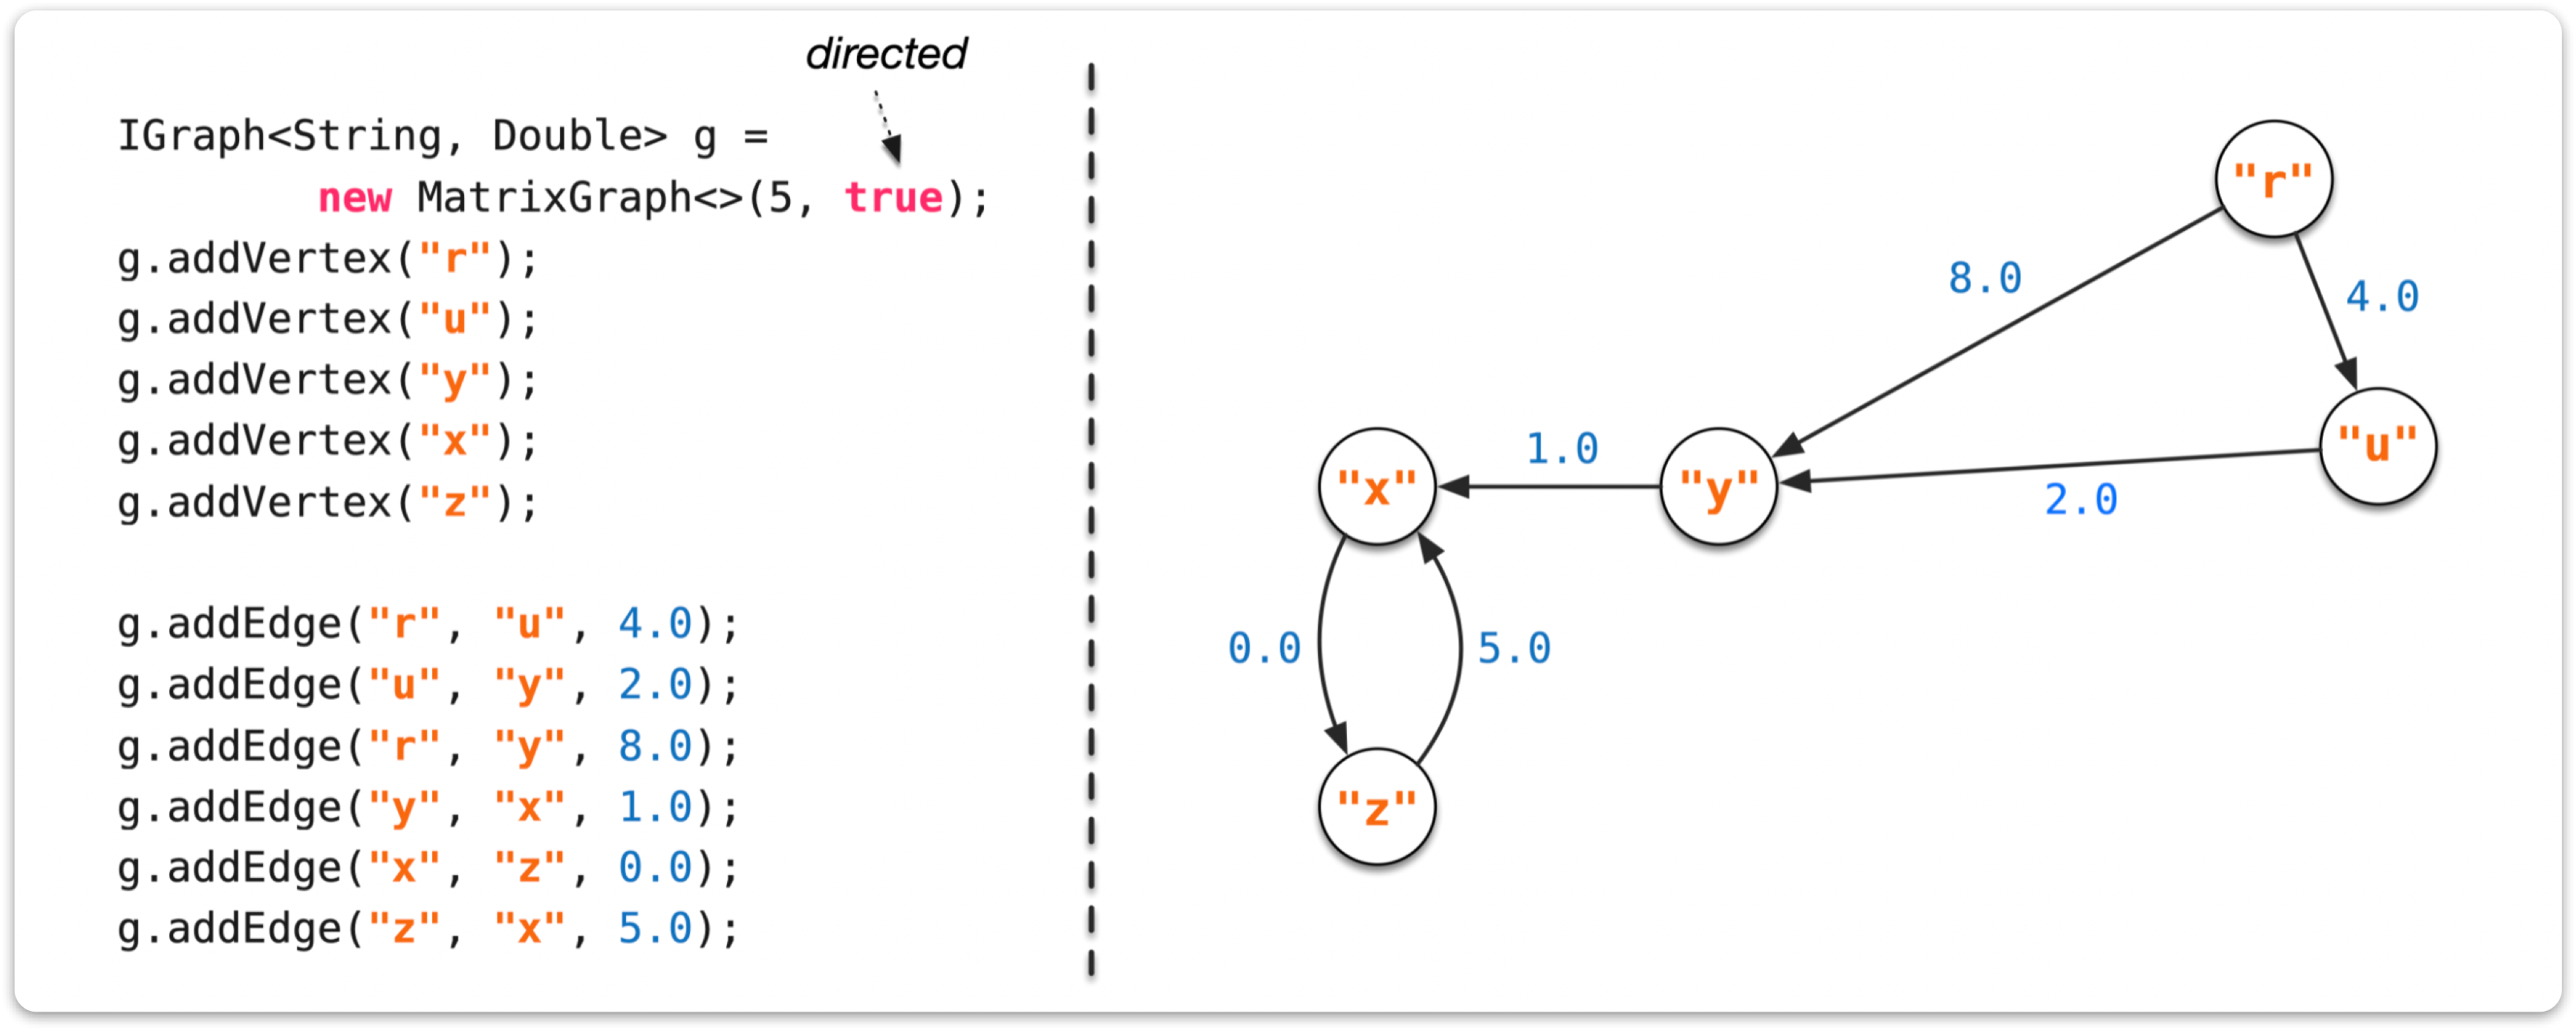 directed
IGraph<String, Double> g =
new MatrixGraph<>(5, true);
g.addVertex("r");
g.addVertex("u");
g.addVertex("y");
g.addVertex("x");
g.addVertex("z");
g.addEdge("r", "u", 4.0);
g.addEdge("u", "y", 2.0);
g.addEdge("r", "y", 8.0);
g.addEdge("y", "x", 1.0);
g.addEdge("x", "z", 0.0);
g.addEdge("z", "x", 5.0);
"r"
8.0
4.0
"x"
1.0
"y"
"u"
2.0
0.0
5.0
"z"